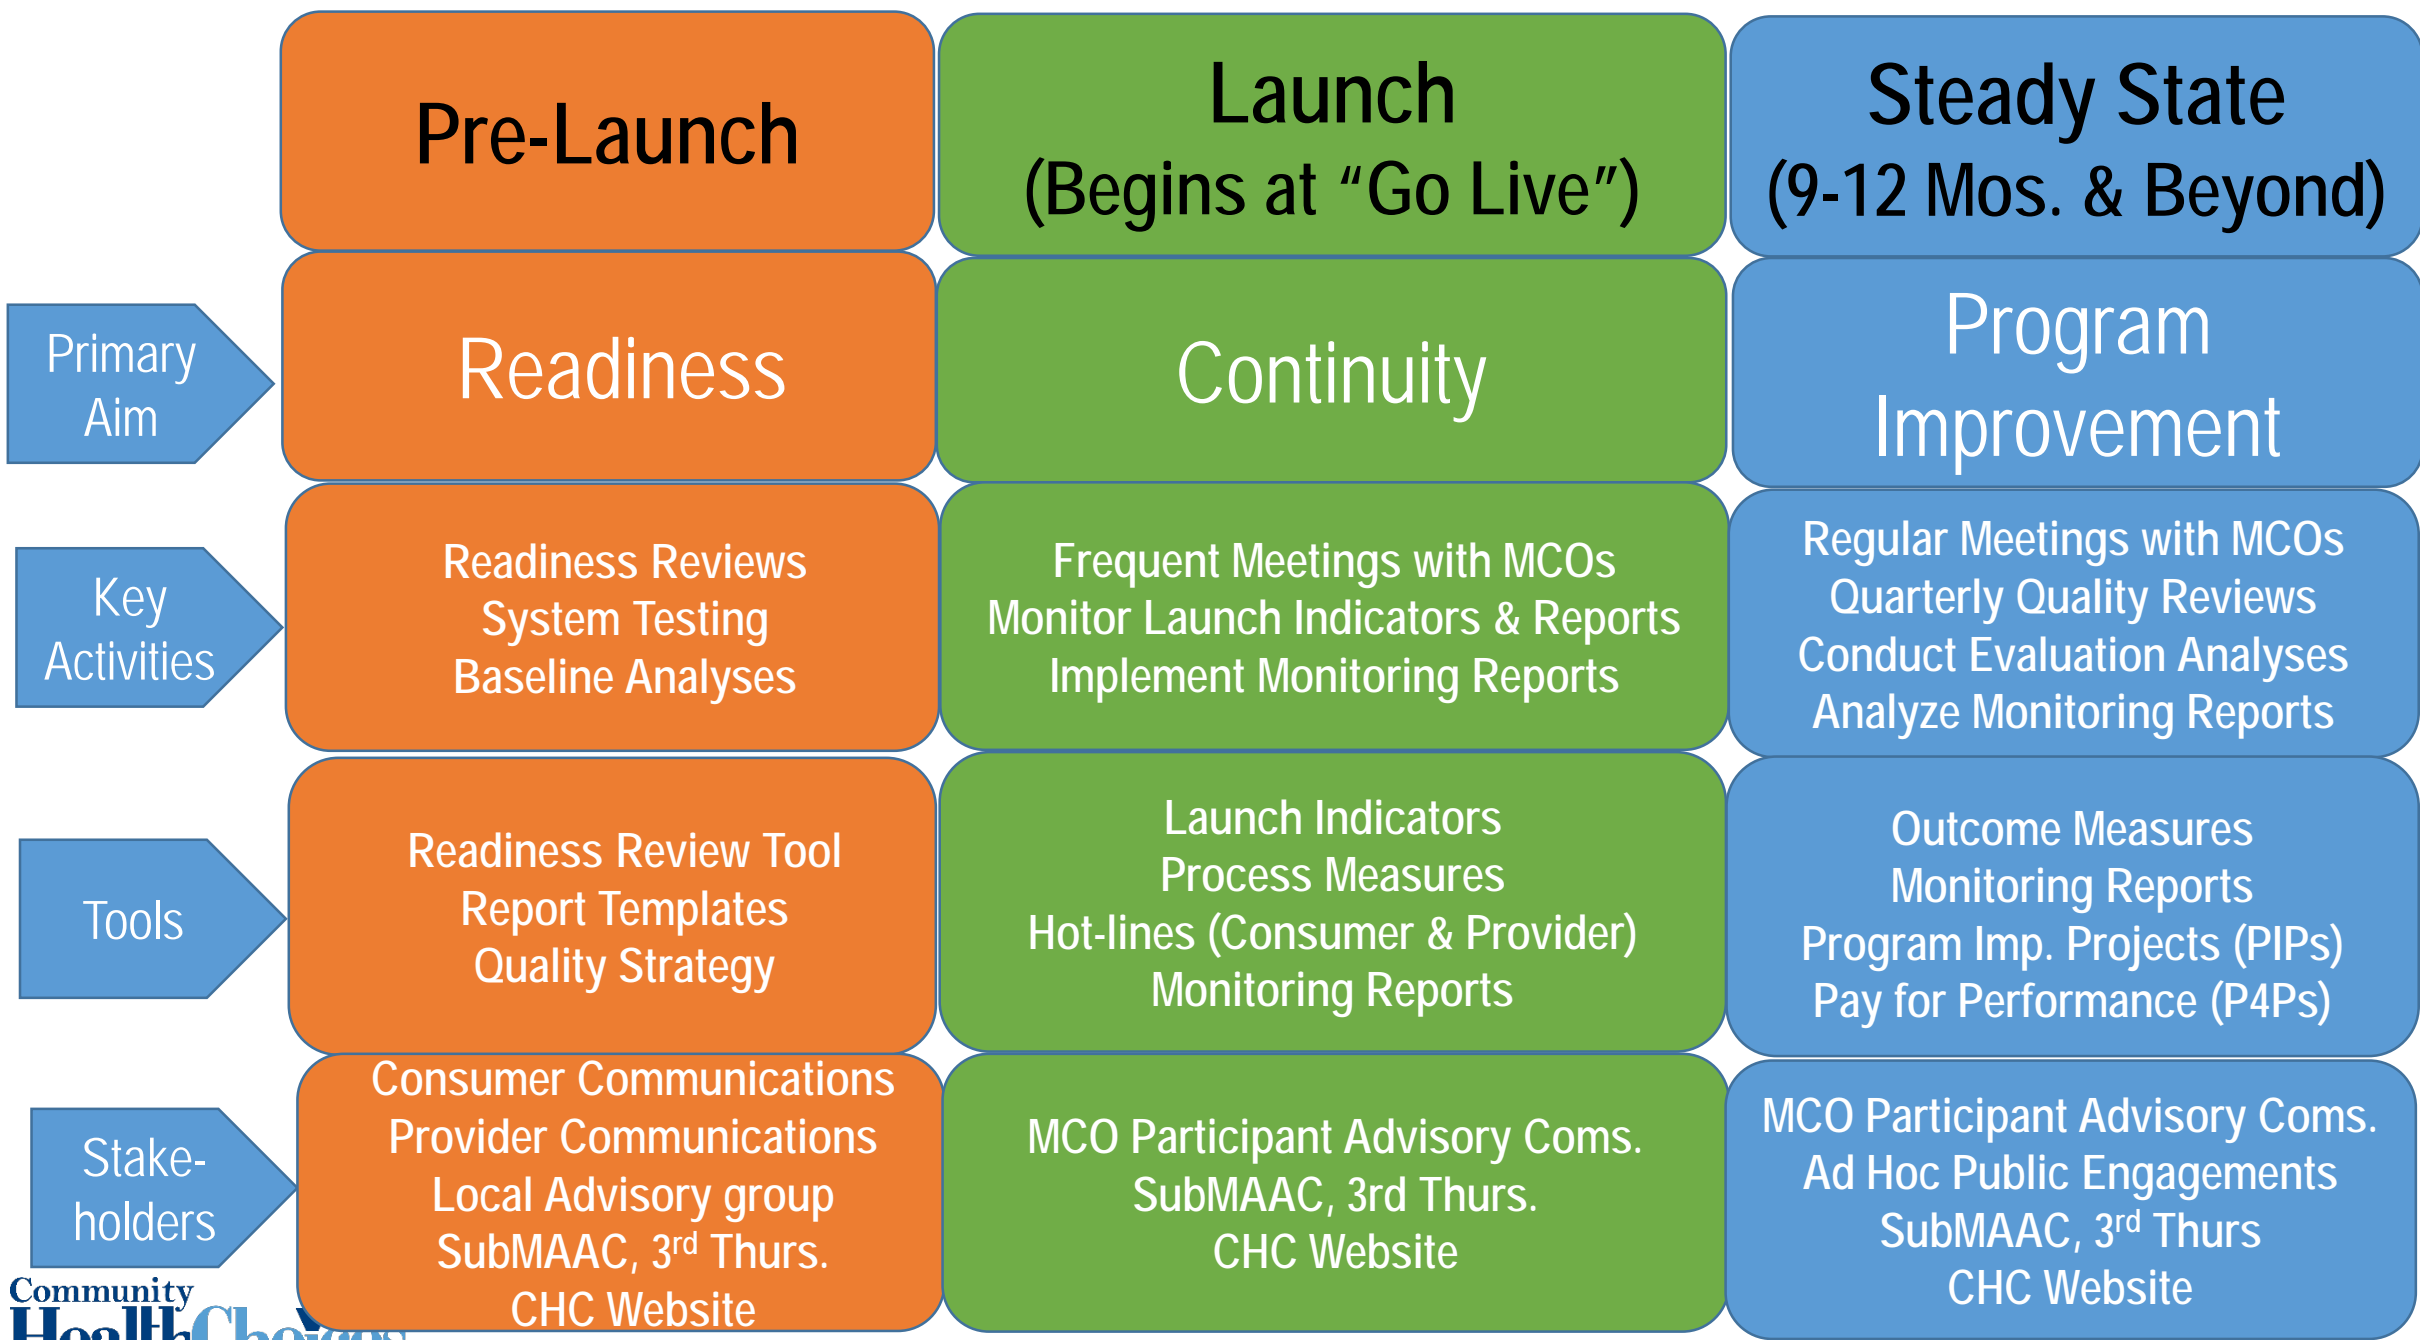 Pre-Launch
Launch
(Begins at “Go Live”)
Steady State
(9-12 Mos. & Beyond)
Primary
Aim
Readiness
Continuity
Program
Improvement
Key
Activities
Readiness Reviews
System Testing
Baseline Analyses
Frequent Meetings with MCOs
Monitor Launch Indicators & Reports
Implement Monitoring Reports
Regular Meetings with MCOs
Quarterly Quality Reviews
Conduct Evaluation Analyses
Analyze Monitoring Reports
Tools
Readiness Review Tool
Report Templates
Quality Strategy
Launch Indicators
Process Measures
Hot-lines (Consumer & Provider)
Monitoring Reports
Outcome Measures
Monitoring Reports
Program Imp. Projects (PIPs)
Pay for Performance (P4Ps)
Stake-
holders
Consumer Communications
Provider Communications
Local Advisory group
SubMAAC, 3rd Thurs.
CHC Website
MCO Participant Advisory Coms.
SubMAAC, 3rd Thurs.
CHC Website
MCO Participant Advisory Coms.
Ad Hoc Public Engagements
SubMAAC, 3rd Thurs
CHC Website
Community
HealthChoices